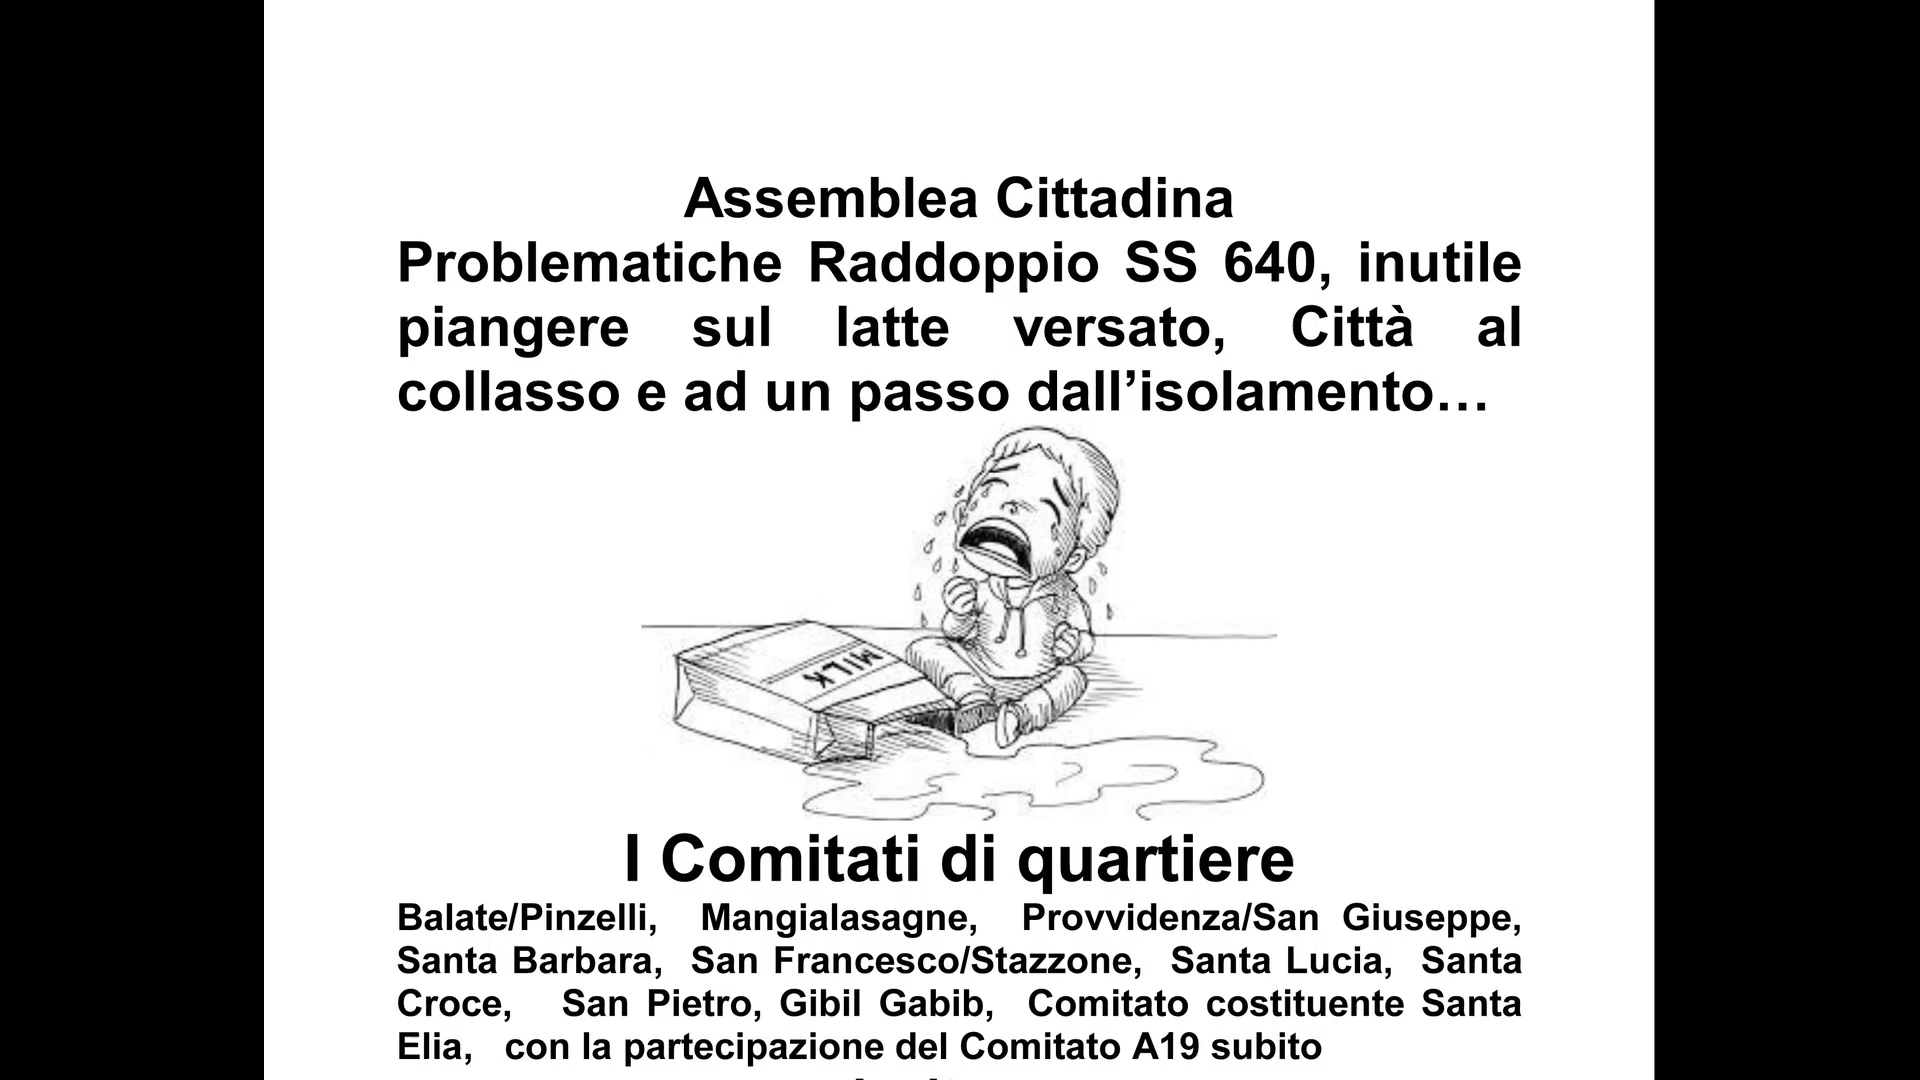 Assemblea Cittadina
Problematiche Raddoppio SS 640, inutile
piangere sul latte versato, Città al
collasso e ad un passo dall’isolamento…
MILK
I Comitati di quartiere
Balate/Pinzelli, Mangialasagne, Provvidenza/San Giuseppe,
Santa Barbara, San Francesco/Stazzone, Santa Lucia, Santa
Croce, San Pietro, Gibil Gabib, Comitato costituente Santa
Elia, con la partecipazione del Comitato A19 subito